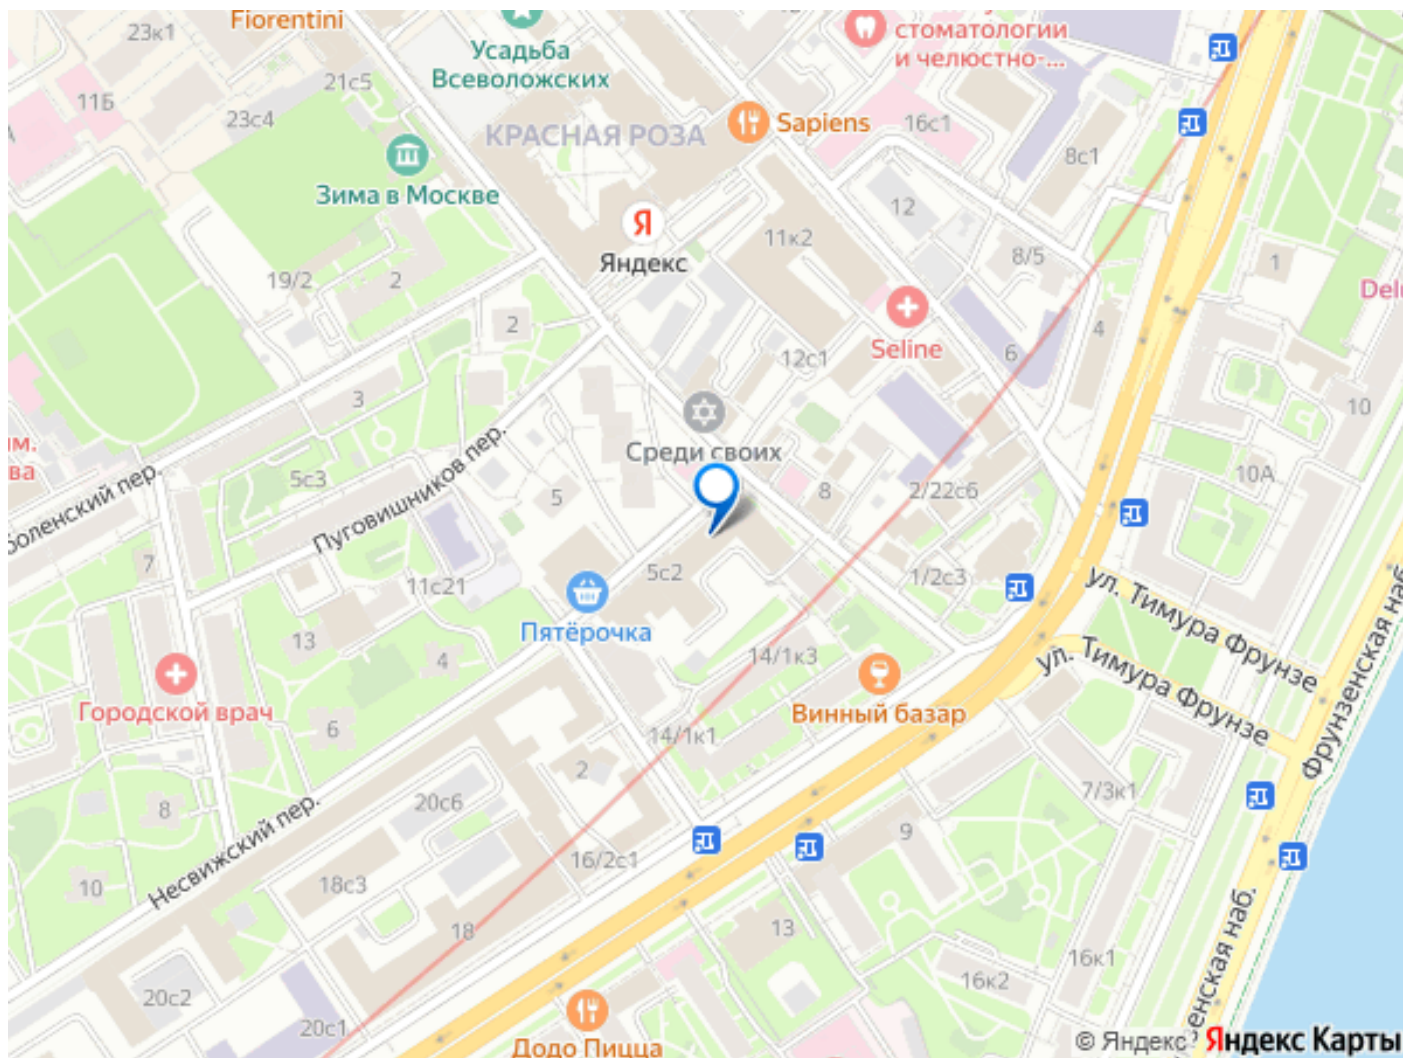 Fiorentini
23к1
Усадьба
Всеволожских
стоматологии
и челюстно-...
21с5
11Б
23с4
КРАСНАЯ РОЗА
Sapiens
16с1
8с1
Зима в Москве
12
11к2
8/5
Яндекс
1
19/2
2
2
Seline
4
6
12с1
3
10
Среди своих
10А
5с3
5
8
2/22с6
Пуговишников пер.
7
11с21
5с2
1/2с3
ул. Тимура Фрунзе
Пятёрочка
13
4
14/1к3
ул. Тимура Фрунзе
Фрунзенская наб.
Городской врач
Винный базар
6
14/1к1
2
7/3к1
20с6
8
9
Несвижский пер.
16/2с1
10
18с3
18
13
16к1
16к2
20с2
20с1
Додо Пицца
© Яндекс
Яндекс Карты